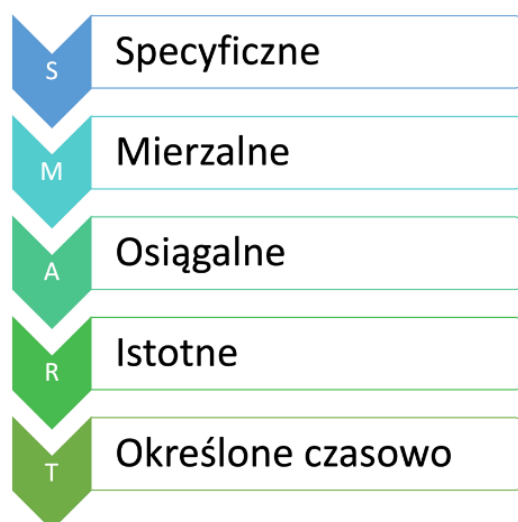 S Specyficzne
M Mierzalne
A Osiągalne
R Istotne
T Określone czasowo